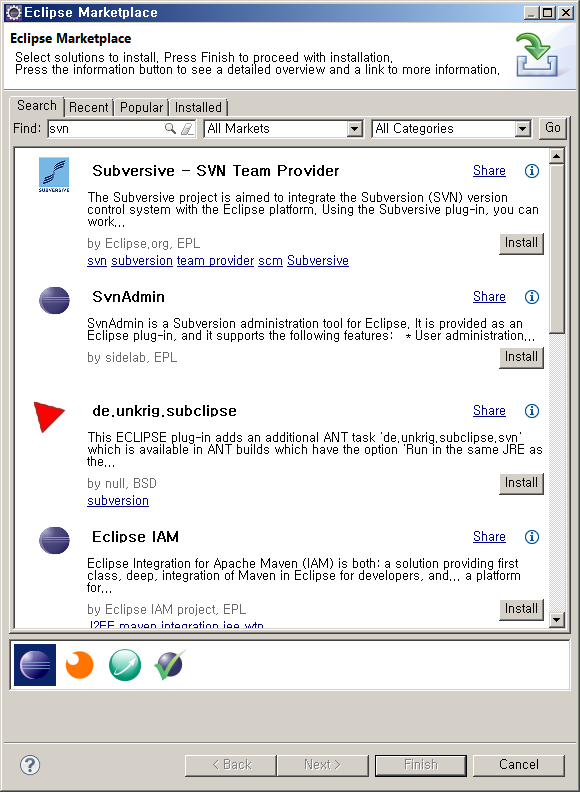 Eclipse Marketplace
Eclipse Marketplace
Select solutions to install. Press Finish to proceed with installation.
Press the information button to see a detailed overview and a link to more information.
Search Recent Popular Installed
Find: svn All Markets All Categories Go
Subversive - SVN Team Provider Share
SUBVERSIVE
The Subversive project is aimed to integrate the Subversion (SVN) version
control system with the Eclipse platform. Using the Subversive plug-in, you can
work...
by Eclipse.org, EPL Install
svn subversion team provider scm Subversive
SvnAdmin Share
SvnAdmin is a Subversion administration tool for Eclipse. It is provided as an
Eclipse plug-in, and it supports the following features: * User administration...
by sidelab, EPL Install
de.unkrig.subclipse Share
This ECLIPSE plug-in adds an additional ANT task 'de.unkrig.subclipse.svn'
which is available in ANT builds which have the option 'Run in the same JRE as
the...
by null, BSD Install
subversion
Eclipse IAM Share
Eclipse Integration for Apache Maven (IAM) is both: a solution providing first
class, deep, integration of Maven in Eclipse for developers, and... a platform
for...
by Eclipse IAM project, EPL Install
J2EE maven integration jee wtp
< Back Next > Finish Cancel